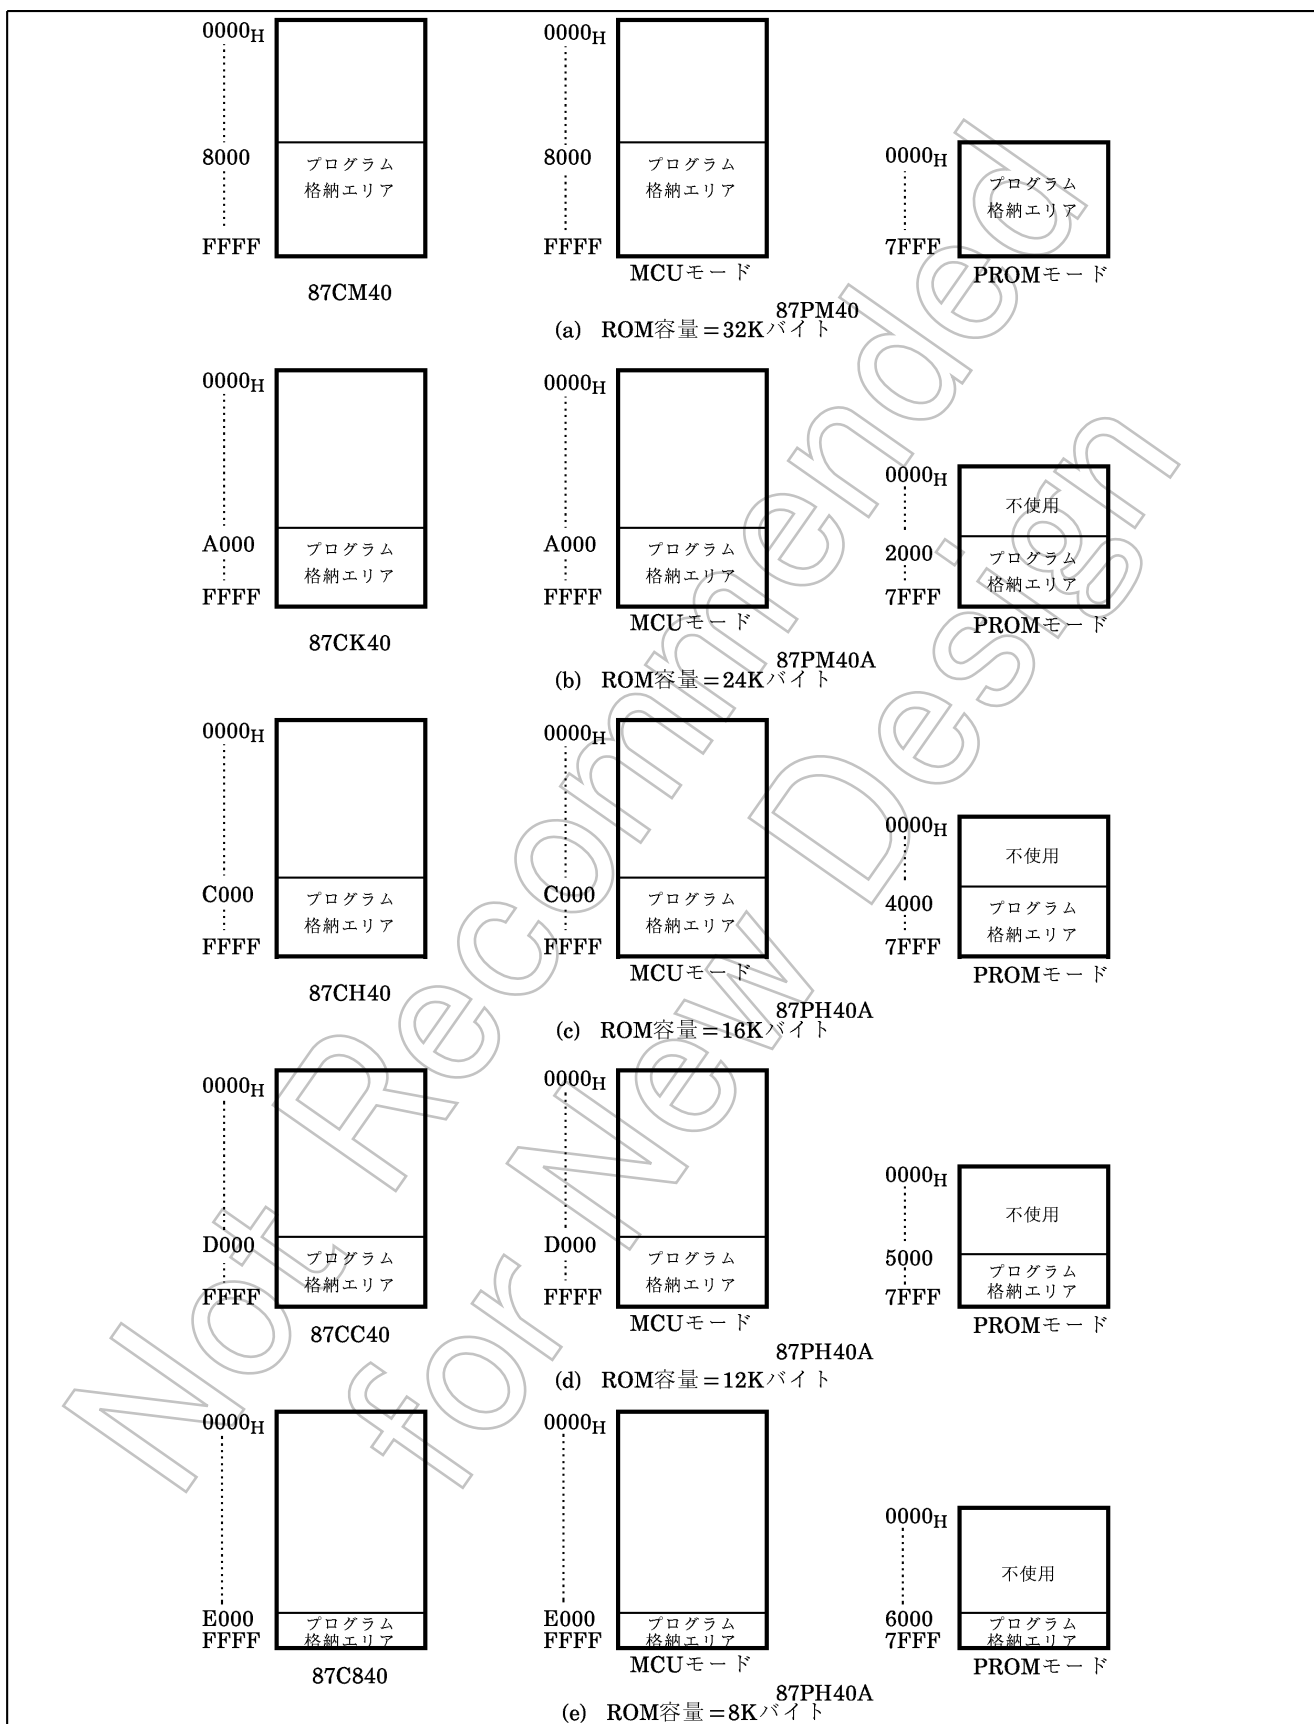 0000H
8000
FFFF
プログラム
格納エリア
87CM40
0000H
8000
FFFF
プログラム
格納エリア
MCUモード
0000H
7FFF
プログラム
格納エリア
PROMモード
87PM40
(a) ROM容量=32Kバイト
0000H
A000
FFFF
プログラム
格納エリア
87CK40
0000H
A000
FFFF
プログラム
格納エリア
MCUモード
0000H
2000
7FFF
不使用
プログラム
格納エリア
PROMモード
87PM40A
(b) ROM容量=24Kバイト
0000H
C000
FFFF
プログラム
格納エリア
87CH40
0000H
C000
FFFF
プログラム
格納エリア
MCUモード
0000H
4000
7FFF
不使用
プログラム
格納エリア
PROMモード
87PH40A
(c) ROM容量=16Kバイト
0000H
D000
FFFF
プログラム
格納エリア
87CC40
0000H
D000
FFFF
プログラム
格納エリア
MCUモード
0000H
5000
7FFF
不使用
プログラム
格納エリア
PROMモード
87PH40A
(d) ROM容量=12Kバイト
0000H
E000
FFFF
プログラム
格納エリア
87C840
0000H
E000
FFFF
プログラム
格納エリア
MCUモード
0000H
6000
7FFF
不使用
プログラム
格納エリア
PROMモード
87PH40A
(e) ROM容量=8Kバイト
Not Recommended
for New Design